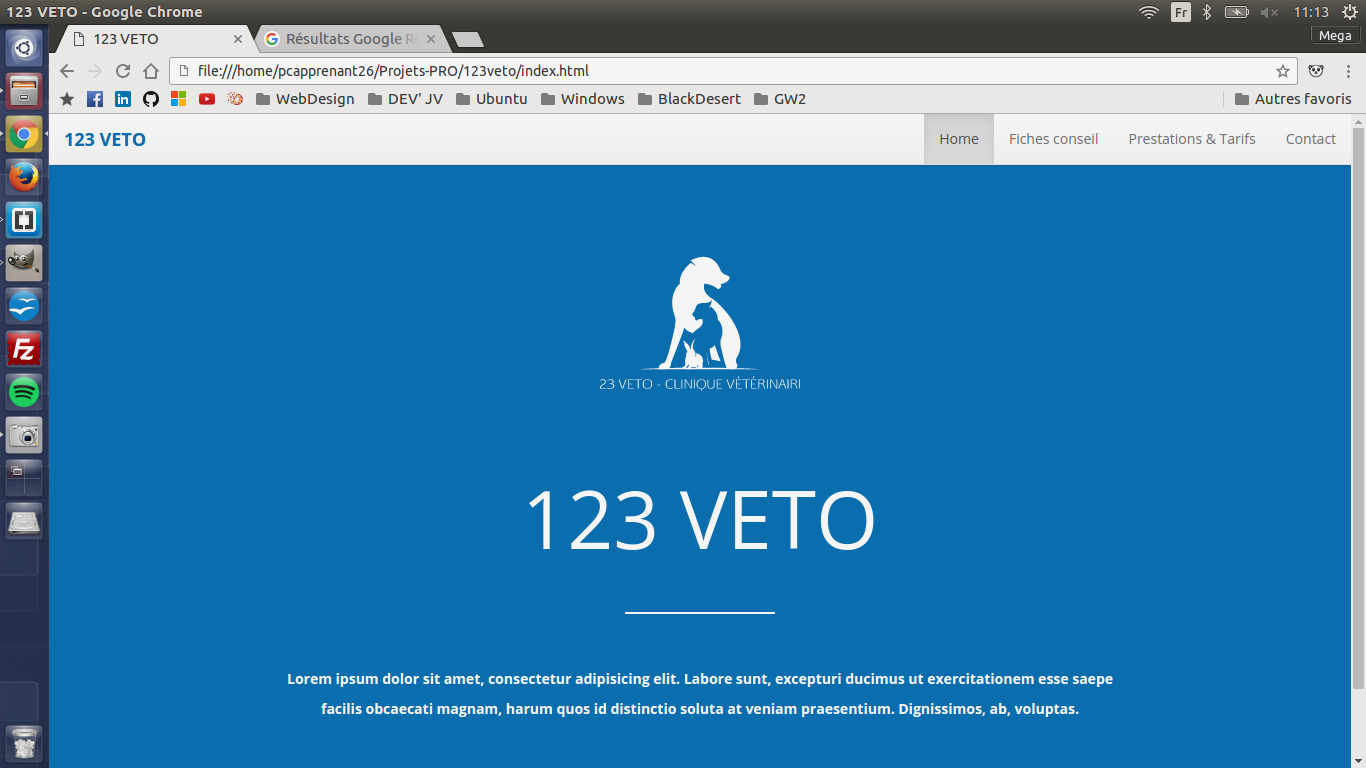 123 VETO - Google Chrome
Fr
11:13
123 VETO
Résultats Google R
Mega
file:///home/pcapprenant26/Projets-PRO/123veto/index.html
WebDesign
DEV' JV
Ubuntu
Windows
BlackDesert
GW2
Autres favoris
123 VETO
Home
Fiches conseil
Prestations & Tarifs
Contact
23 VETO - CLINIQUE VÉTÉRINAIR
123 VETO
Lorem ipsum dolor sit amet, consectetur adipisicing elit. Labore sunt, excepturi ducimus ut exercitationem esse saepe
facilis obcaecati magnam, harum quos id distinctio soluta at veniam praesentium. Dignissimos, ab, voluptas.